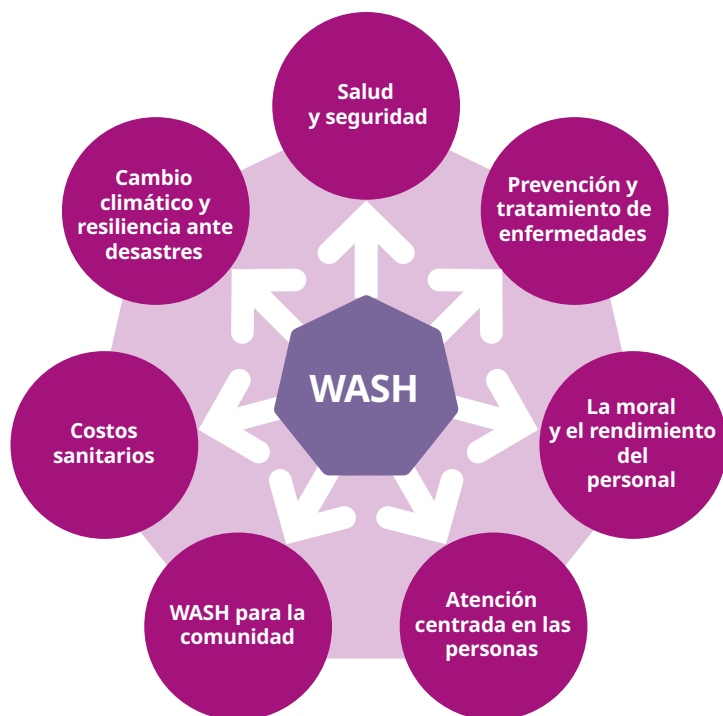 Salud
y seguridad
Prevención y
tratamiento de
enfermedades
La moral
y el rendimiento
del
personal
Atención
centrada en las
personas
WASH para la
comunidad
Costos
sanitarios
Cambio
climático y
resiliencia ante
desastres
WASH